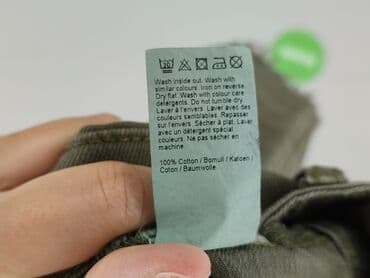 Wash inside out. Wash with
similar colours. Iron on reverse
Dry flat. Wash with colour care
detergents. Do not tumble dry.
Laver à l'envers. Laver avec des
couleurs semblables. Repasser
sur l'envers. Sécher à plat. Laver
avec un détergent spécial
couleurs. Ne pas sécher en
machine
100% Cotton / Bomull / Katoen /
Coton / Baumwolle